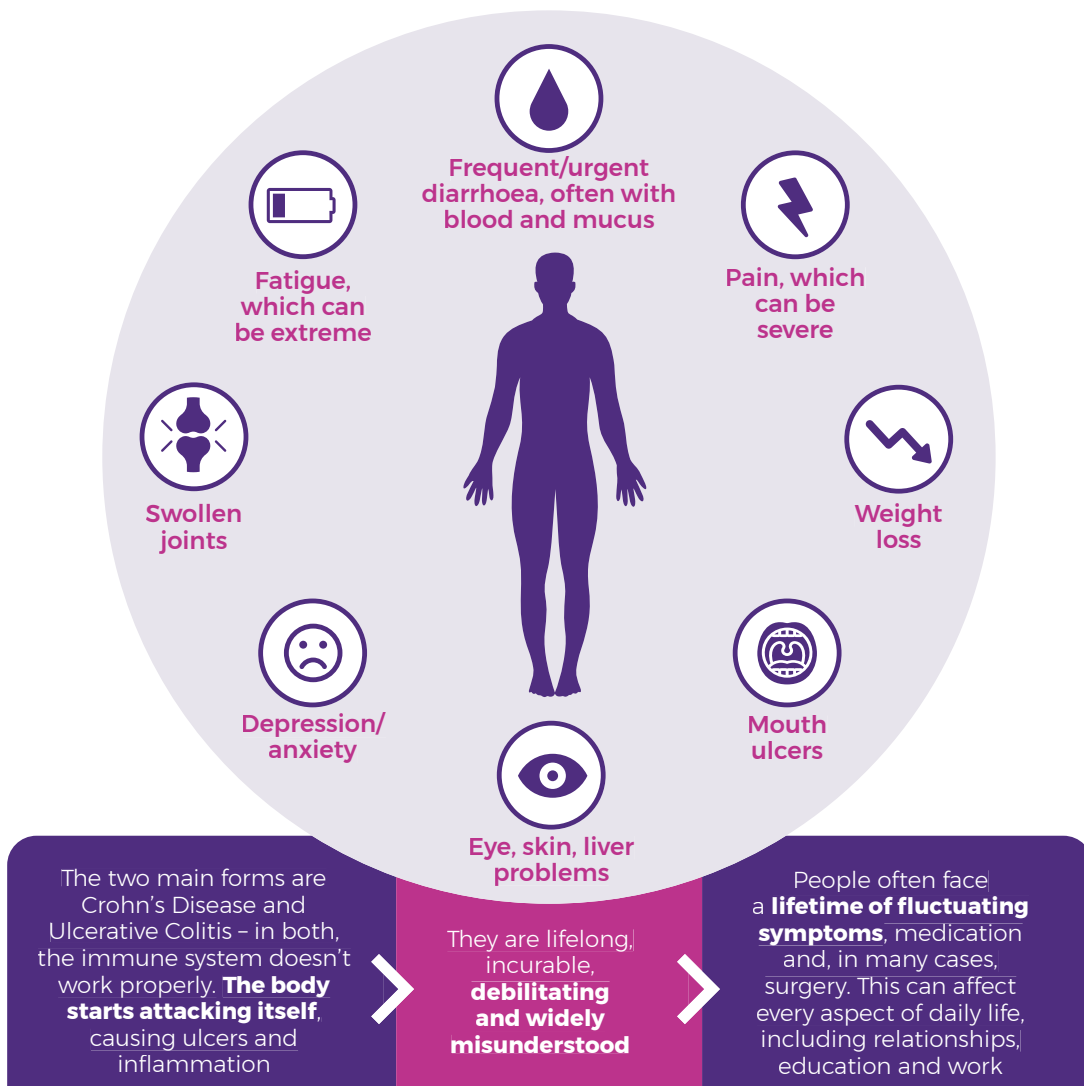 Frequent/urgent
diarrhoea, often with
blood and mucus
Pain, which
can be
severe
Weight
loss
Mouth
ulcers
Eye, skin, liver
problems
Depression/
anxiety
Swollen
joints
Fatigue,
which can
be extreme
The two main forms are
Crohn's Disease and
Ulcerative Colitis – in both,
the immune system doesn't
work properly. The body
starts attacking itself,
causing ulcers and
inflammation
They are lifelong,
incurable,
debilitating
and widely
misunderstood
People often face
a lifetime of fluctuating
symptoms, medication
and, in many cases,
surgery. This can affect
every aspect of daily life,
including relationships,
education and work